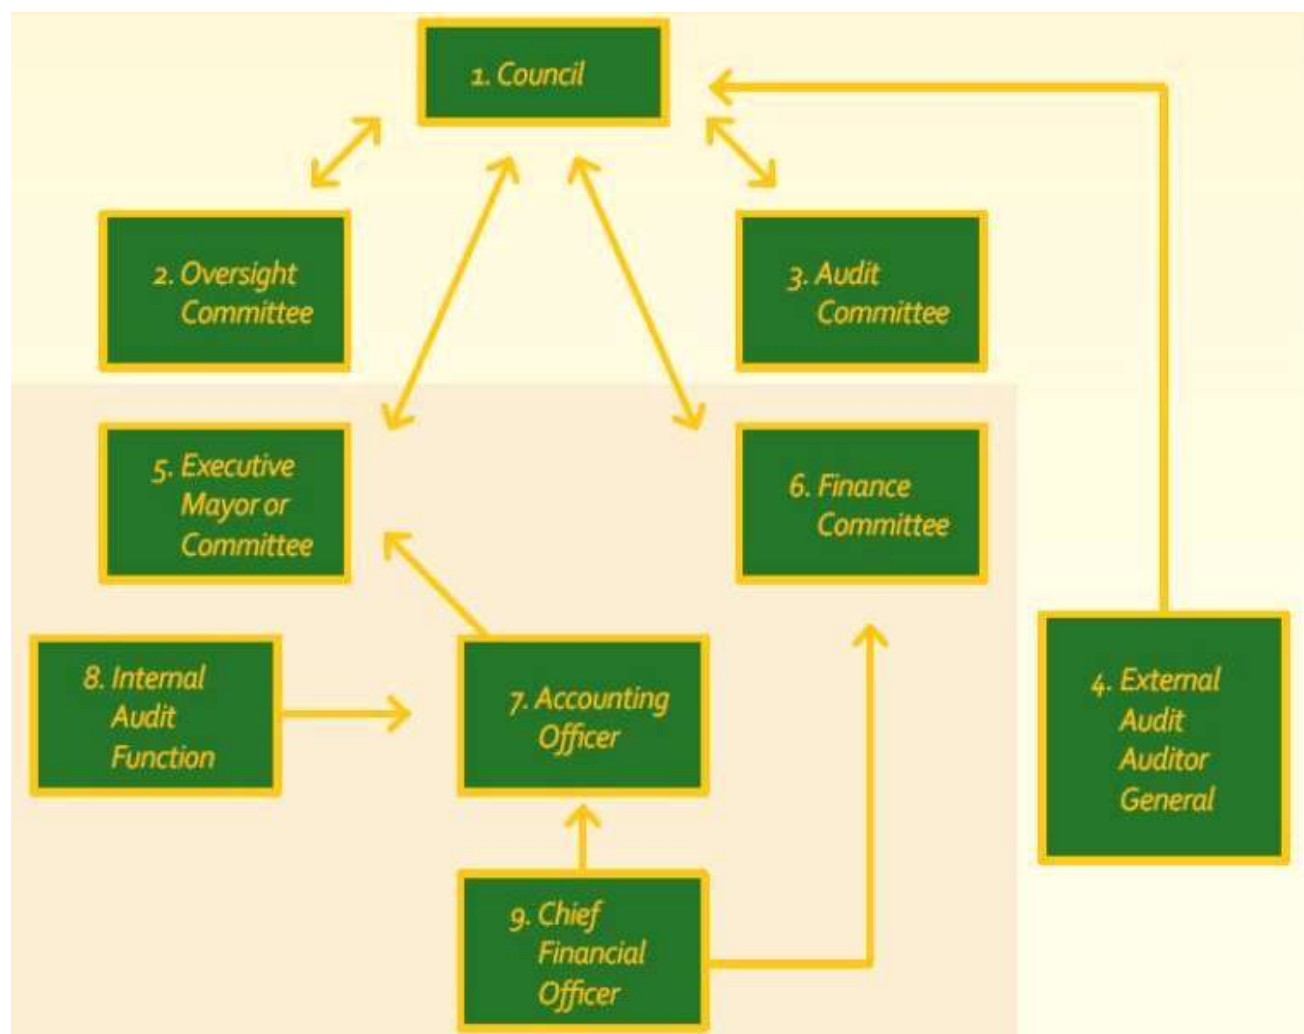 1. Council
2. Oversight
Committee
3. Audit
Committee
5. Executive
Mayor or
Committee
6. Finance
Committee
8. Internal
Audit
Function
7. Accounting
Officer
4. External
Audit
Auditor
General
9. Chief
Financial
Officer